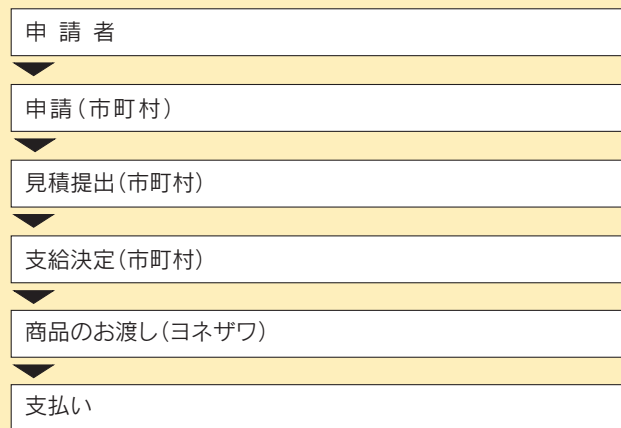 申 請 者
申請（市町村）
見積提出（市町村）
支給決定（市町村）
商品のお渡し（ヨネザワ）
支払い